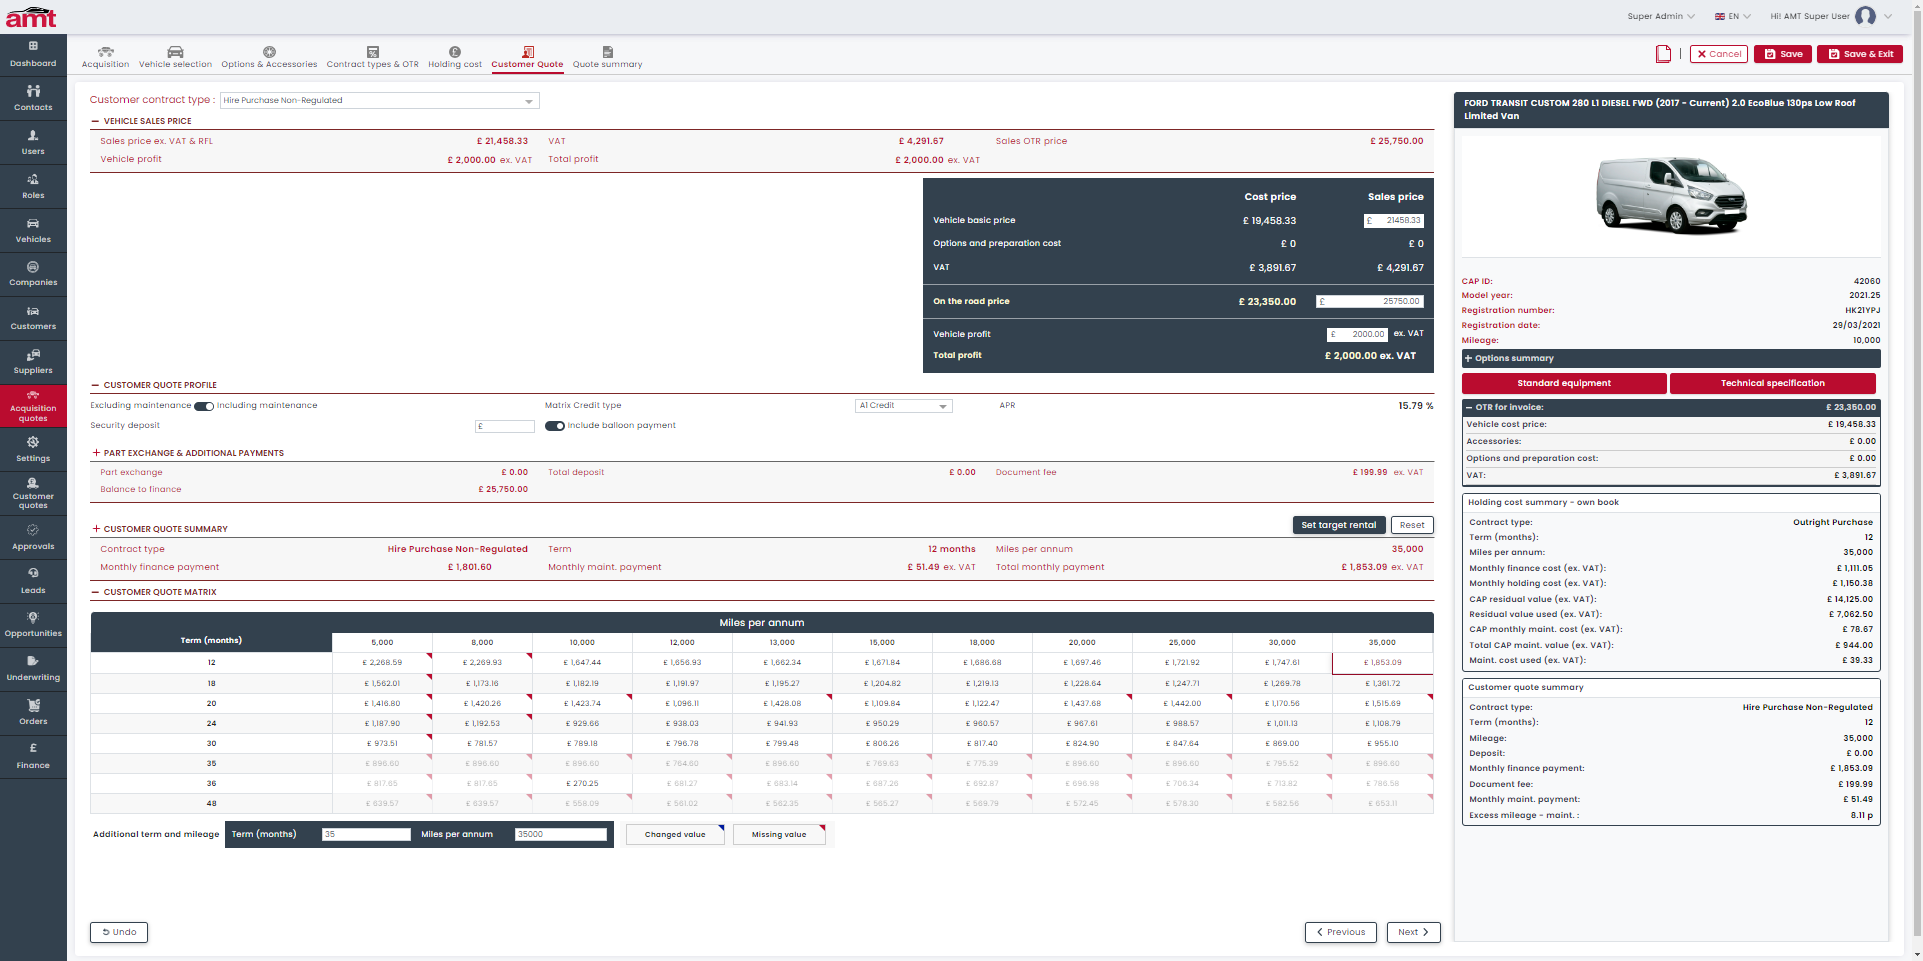 amt
Super Admin
EN
Hi! AMT Super User
Dashboard
Contacts
Users
Roles
Vehicles
Companies
Customers
Suppliers
Acquisition quotes
Settings
Customer quotes
Approvals
Leads
Opportunities
Underwriting
Orders
Finance
Acquisition Vehicle selection Options & Accessories Contract types & OTR Holding cost Customer Quote Quote summary
Cancel Save Save & Exit
Customer contract type : Hire Purchase Non-Regulated
VEHICLE SALES PRICE
Sales price ex. VAT & RFL £ 21,458.33 VAT £ 4,291.67 Sales OTR price £ 25,750.00
Vehicle profit £ 2,000.00 ex. VAT Total profit £ 2,000.00 ex. VAT
Cost price Sales price
Vehicle basic price £ 19,458.33 £ 21458.33
Options and preparation cost £ 0 £ 0
VAT £ 3,891.67 £ 4,291.67
On the road price £ 23,350.00 £ 25750.00
Vehicle profit £ 2000.00 ex. VAT
Total profit £ 2,000.00 ex. VAT
CUSTOMER QUOTE PROFILE
Excluding maintenance Including maintenance Matrix Credit type A1 Credit APR 15.79 %
Security deposit £ Include balloon payment
PART EXCHANGE & ADDITIONAL PAYMENTS
Part exchange £ 0.00 Total deposit £ 0.00 Document fee £ 199.99 ex. VAT
Balance to finance £ 25,750.00
CUSTOMER QUOTE SUMMARY Set target rental Reset
Contract type Hire Purchase Non-Regulated Term 12 months Miles per annum 35,000
Monthly finance payment £ 1,801.60 Monthly maint. payment £ 51.49 ex. VAT Total monthly payment £ 1,853.09 ex. VAT
CUSTOMER QUOTE MATRIX
Miles per annum
Term (months) 5,000 8,000 10,000 12,000 13,000 15,000 18,000 20,000 25,000 30,000 35,000
12 £ 2,268.59 £ 2,269.93 £ 1,647.44 £ 1,656.93 £ 1,662.34 £ 1,671.84 £ 1,686.68 £ 1,697.46 £ 1,721.92 £ 1,747.61 £ 1,853.09
18 £ 1,562.01 £ 1,173.16 £ 1,182.19 £ 1,191.97 £ 1,195.27 £ 1,204.82 £ 1,219.13 £ 1,228.64 £ 1,247.71 £ 1,269.78 £ 1,361.72
20 £ 1,416.80 £ 1,420.26 £ 1,423.74 £ 1,096.11 £ 1,428.08 £ 1,109.84 £ 1,122.47 £ 1,437.68 £ 1,442.00 £ 1,170.56 £ 1,515.69
24 £ 1,187.90 £ 1,192.53 £ 929.66 £ 938.03 £ 941.93 £ 950.29 £ 960.57 £ 967.61 £ 988.57 £ 1,011.13 £ 1,108.79
30 £ 973.51 £ 781.57 £ 789.18 £ 796.78 £ 799.48 £ 806.26 £ 817.40 £ 824.90 £ 847.64 £ 869.00 £ 955.10
35 £ 896.60 £ 896.60 £ 896.60 £ 764.60 £ 896.60 £ 769.63 £ 775.39 £ 896.60 £ 896.60 £ 795.52 £ 896.60
36 £ 817.65 £ 817.65 £ 270.25 £ 681.27 £ 683.14 £ 687.26 £ 692.87 £ 696.98 £ 706.34 £ 713.82 £ 786.58
48 £ 639.57 £ 639.57 £ 558.09 £ 561.02 £ 562.35 £ 565.27 £ 569.79 £ 572.45 £ 578.30 £ 582.56 £ 653.11
Additional term and mileage Term (months) 35 Miles per annum 35000 Changed value Missing value
Undo Previous Next
FORD TRANSIT CUSTOM 280 L1 DIESEL FWD (2017 - Current) 2.0 EcoBlue 130ps Low Roof
Limited Van
CAP ID: 42060
Model year: 2021.25
Registration number: HK21YPJ
Registration date: 29/03/2021
Mileage: 10,000
Options summary
Standard equipment Technical specification
OTR for invoice: £ 23,350.00
Vehicle cost price: £ 19,458.33
Accessories: £ 0.00
Options and preparation cost: £ 0.00
VAT: £ 3,891.67
Holding cost summary - own book
Contract type: Outright Purchase
Term (months): 12
Miles per annum: 35,000
Monthly finance cost (ex. VAT): £ 1,111.05
Monthly holding cost (ex. VAT): £ 1,150.38
CAP residual value (ex. VAT): £ 14,125.00
Residual value used (ex. VAT): £ 7,062.50
CAP monthly maint. cost (ex. VAT): £ 78.67
Total CAP maint. value (ex. VAT): £ 944.00
Maint. cost used (ex. VAT): £ 39.33
Customer quote summary
Contract type: Hire Purchase Non-Regulated
Term (months): 12
Mileage: 35,000
Deposit: £ 0.00
Monthly finance payment: £ 1,853.09
Document fee: £ 199.99
Monthly maint. payment: £ 51.49
Excess mileage - maint. : 8.11 p